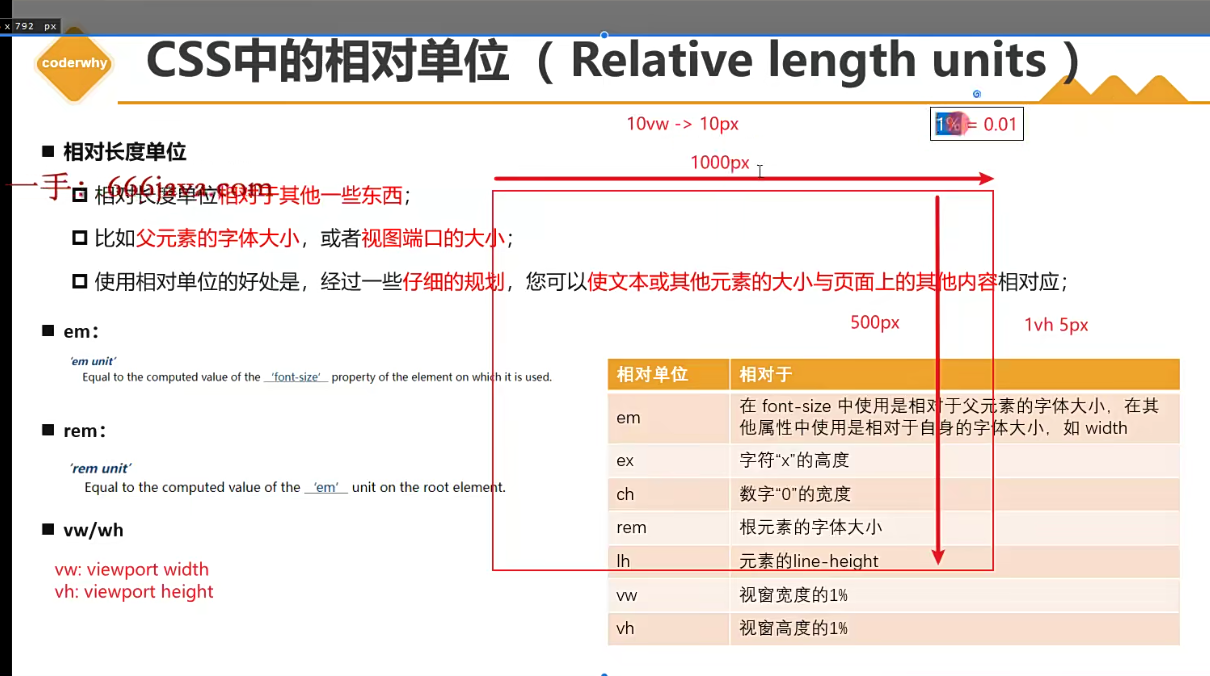 x 792 px
coderwhy
CSS中的相对单位（Relative length units）
10vw -> 10px
1% = 0.01
1000px
相对长度单位
一手：666java.com
相对长度单位相对于其他一些东西；
比如父元素的字体大小，或者视图端口的大小；
使用相对单位的好处是，经过一些仔细的规划，您可以使文本或其他元素的大小与页面上的其他内容相对应；
500px
1vh 5px
em：
'em unit'
Equal to the computed value of the 'font-size' property of the element on which it is used.
rem：
'rem unit'
Equal to the computed value of the 'em' unit on the root element.
vw/wh
vw: viewport width
vh: viewport height
相对单位 相对于
em 在 font-size 中使用是相对于父元素的字体大小，在其
他属性中使用是相对于自身的字体大小，如 width
ex 字符“x”的高度
ch 数字“0”的宽度
rem 根元素的字体大小
lh 元素的line-height
vw 视窗宽度的1%
vh 视窗高度的1%